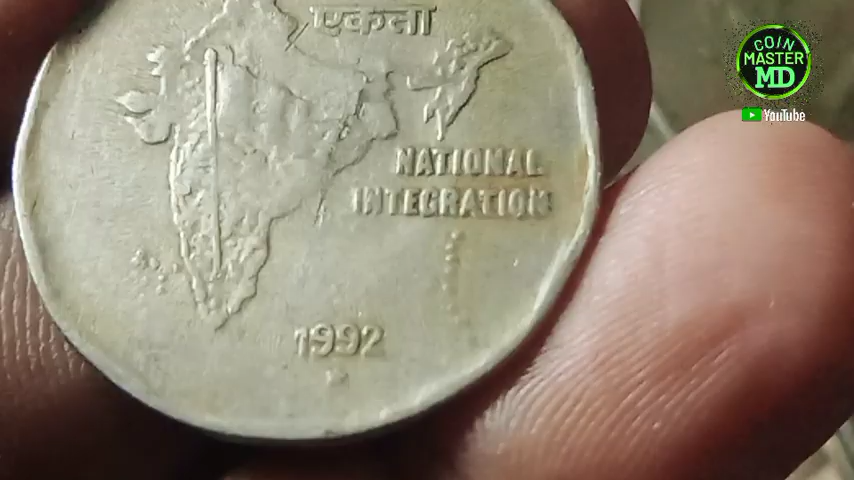 एकता
NATIONAL
INTEGRATION
1992
COIN
MASTER
MD
YouTube